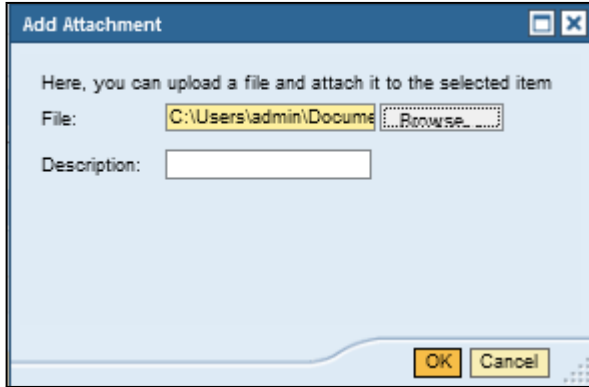 Add Attachment
Here, you can upload a file and attach it to the selected item
File: C:\Users\admin\Docume Browse...
Description:
OK Cancel